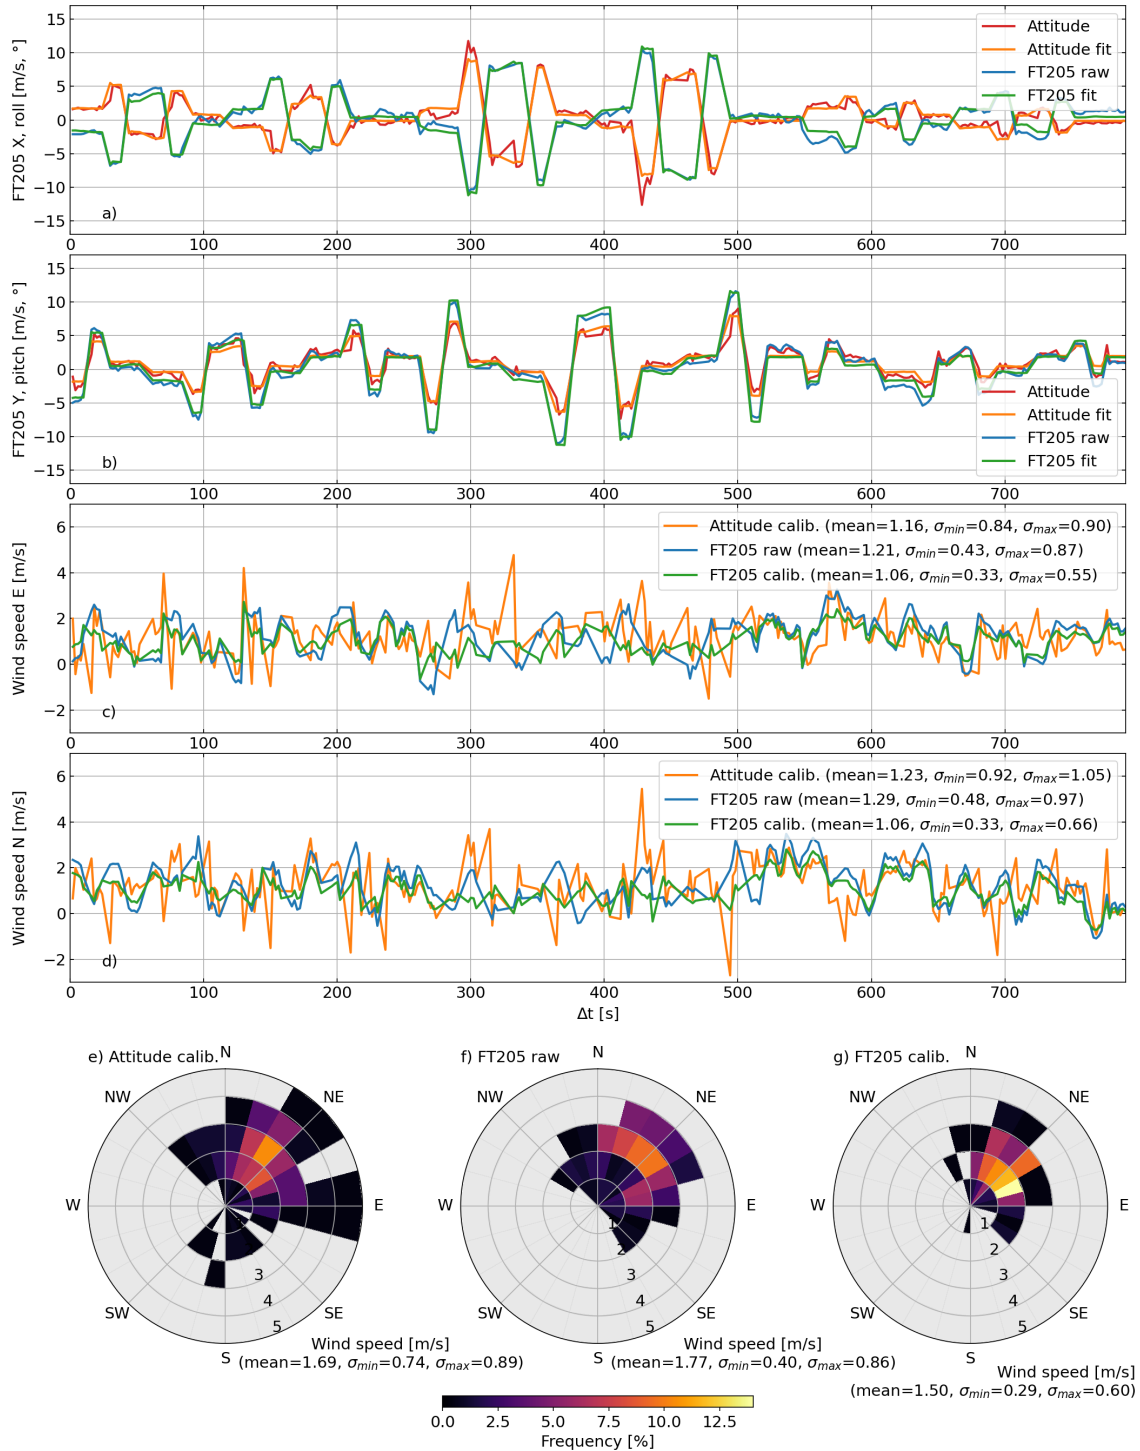 FT205 X, roll [m/s, °]
15
10
5
0
−5
−10
−15
Attitude
Attitude fit
FT205 raw
FT205 fit
a)
0 100 200 300 400 500 600 700
FT205 Y, pitch [m/s, °]
15
10
5
0
−5
−10
−15
Attitude
Attitude fit
FT205 raw
FT205 fit
b)
0 100 200 300 400 500 600 700
Wind speed E [m/s]
6
4
2
0
−2
Attitude calib. (mean=1.16, σmin=0.84, σmax=0.90)
FT205 raw (mean=1.21, σmin=0.43, σmax=0.87)
FT205 calib. (mean=1.06, σmin=0.33, σmax=0.55)
c)
0 100 200 300 400 500 600 700
Wind speed N [m/s]
6
4
2
0
−2
Attitude calib. (mean=1.23, σmin=0.92, σmax=1.05)
FT205 raw (mean=1.29, σmin=0.48, σmax=0.97)
FT205 calib. (mean=1.06, σmin=0.33, σmax=0.66)
d)
0 100 200 300 400 500 600 700
Δt [s]
e) Attitude calib.
N
NW NE
W E
3
4
5
SW SE
S
Wind speed [m/s]
(mean=1.69, σmin=0.74, σmax=0.89)
f) FT205 raw
N
NW NE
W E
1
2
3
4
5
SW SE
S
Wind speed [m/s]
(mean=1.77, σmin=0.40, σmax=0.86)
g) FT205 calib.
N
NW NE
W E
1
2
3
4
5
SW SE
S
Wind speed [m/s]
(mean=1.50, σmin=0.29, σmax=0.60)
0.0 2.5 5.0 7.5 10.0 12.5
Frequency [%]